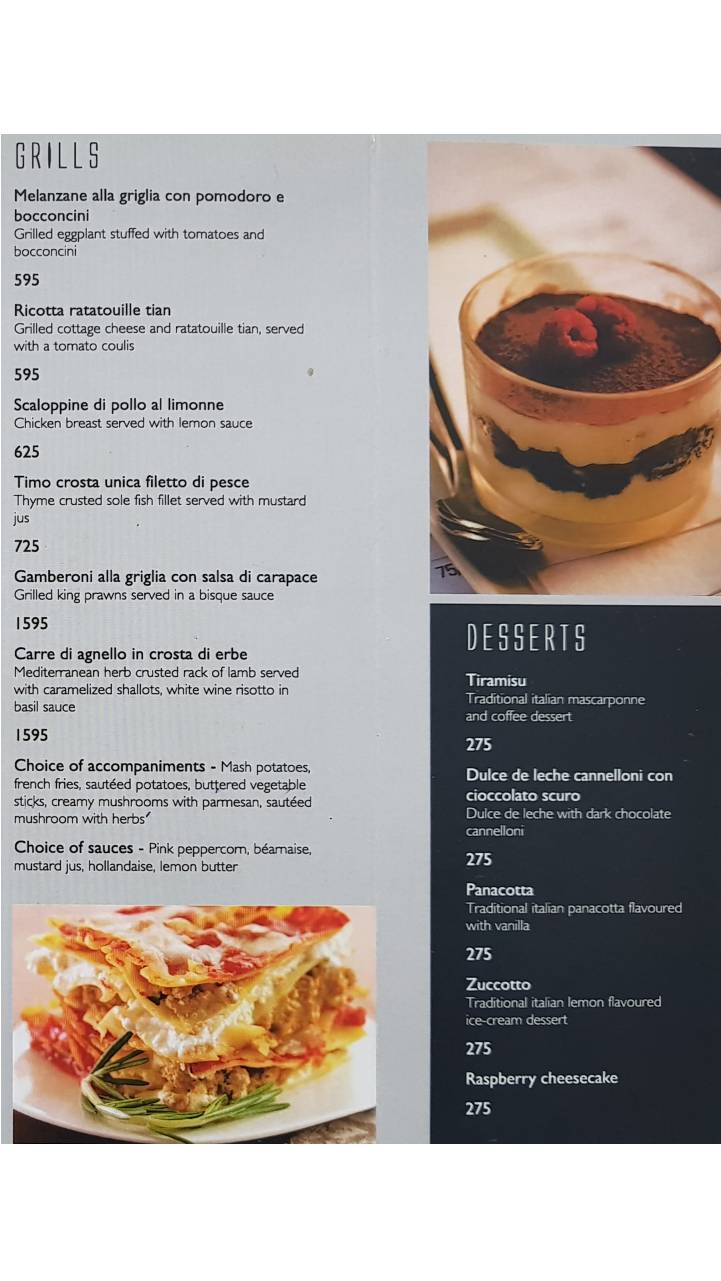 GRILLS
Melanzane alla griglia con pomodoro e
bocconcini
Grilled eggplant stuffed with tomatoes and
bocconcini
595
Ricotta ratatouille tian
Grilled cottage cheese and ratatouille tian, served
with a tomato coulis
595
Scaloppine di pollo al limonne
Chicken breast served with lemon sauce
625
Timo crosta unica filetto di pesce
Thyme crusted sole fish fillet served with mustard
jus
725
Gamberoni alla griglia con salsa di carapace
Grilled king prawns served in a bisque sauce
1595
Carre di agnello in crosta di erbe
Mediterranean herb crusted rack of lamb served
with caramelized shallots, white wine risotto in
basil sauce
1595
Choice of accompaniments - Mash potatoes,
french fries, sautéed potatoes, buttered vegetable
sticks, creamy mushrooms with parmesan, sautéed
mushroom with herbs
Choice of sauces - Pink peppercorn, béarnaise,
mustard jus, hollandaise, lemon butter
DESSERTS
Tiramisu
Traditional italian mascarponne
and coffee dessert
275
Dulce de leche cannelloni con
cioccolato scuro
Dulce de leche with dark chocolate
cannelloni
275
Panacotta
Traditional italian panacotta flavoured
with vanilla
275
Zuccotto
Traditional italian lemon flavoured
ice-cream dessert
275
Raspberry cheesecake
275